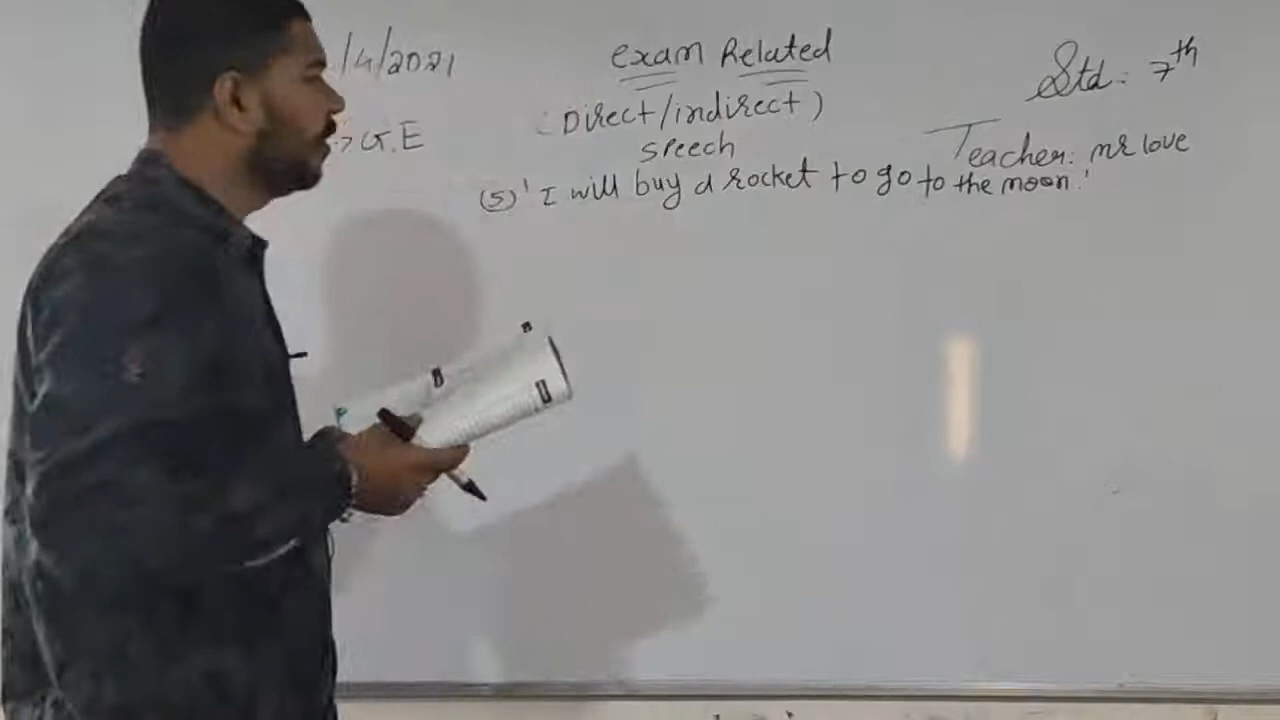 /4/2021
exam Related
Std: 7th
-> G.E
(Direct/indirect)
speech
Teacher: mr love
(5) 'I will buy a rocket to go to the moon.'